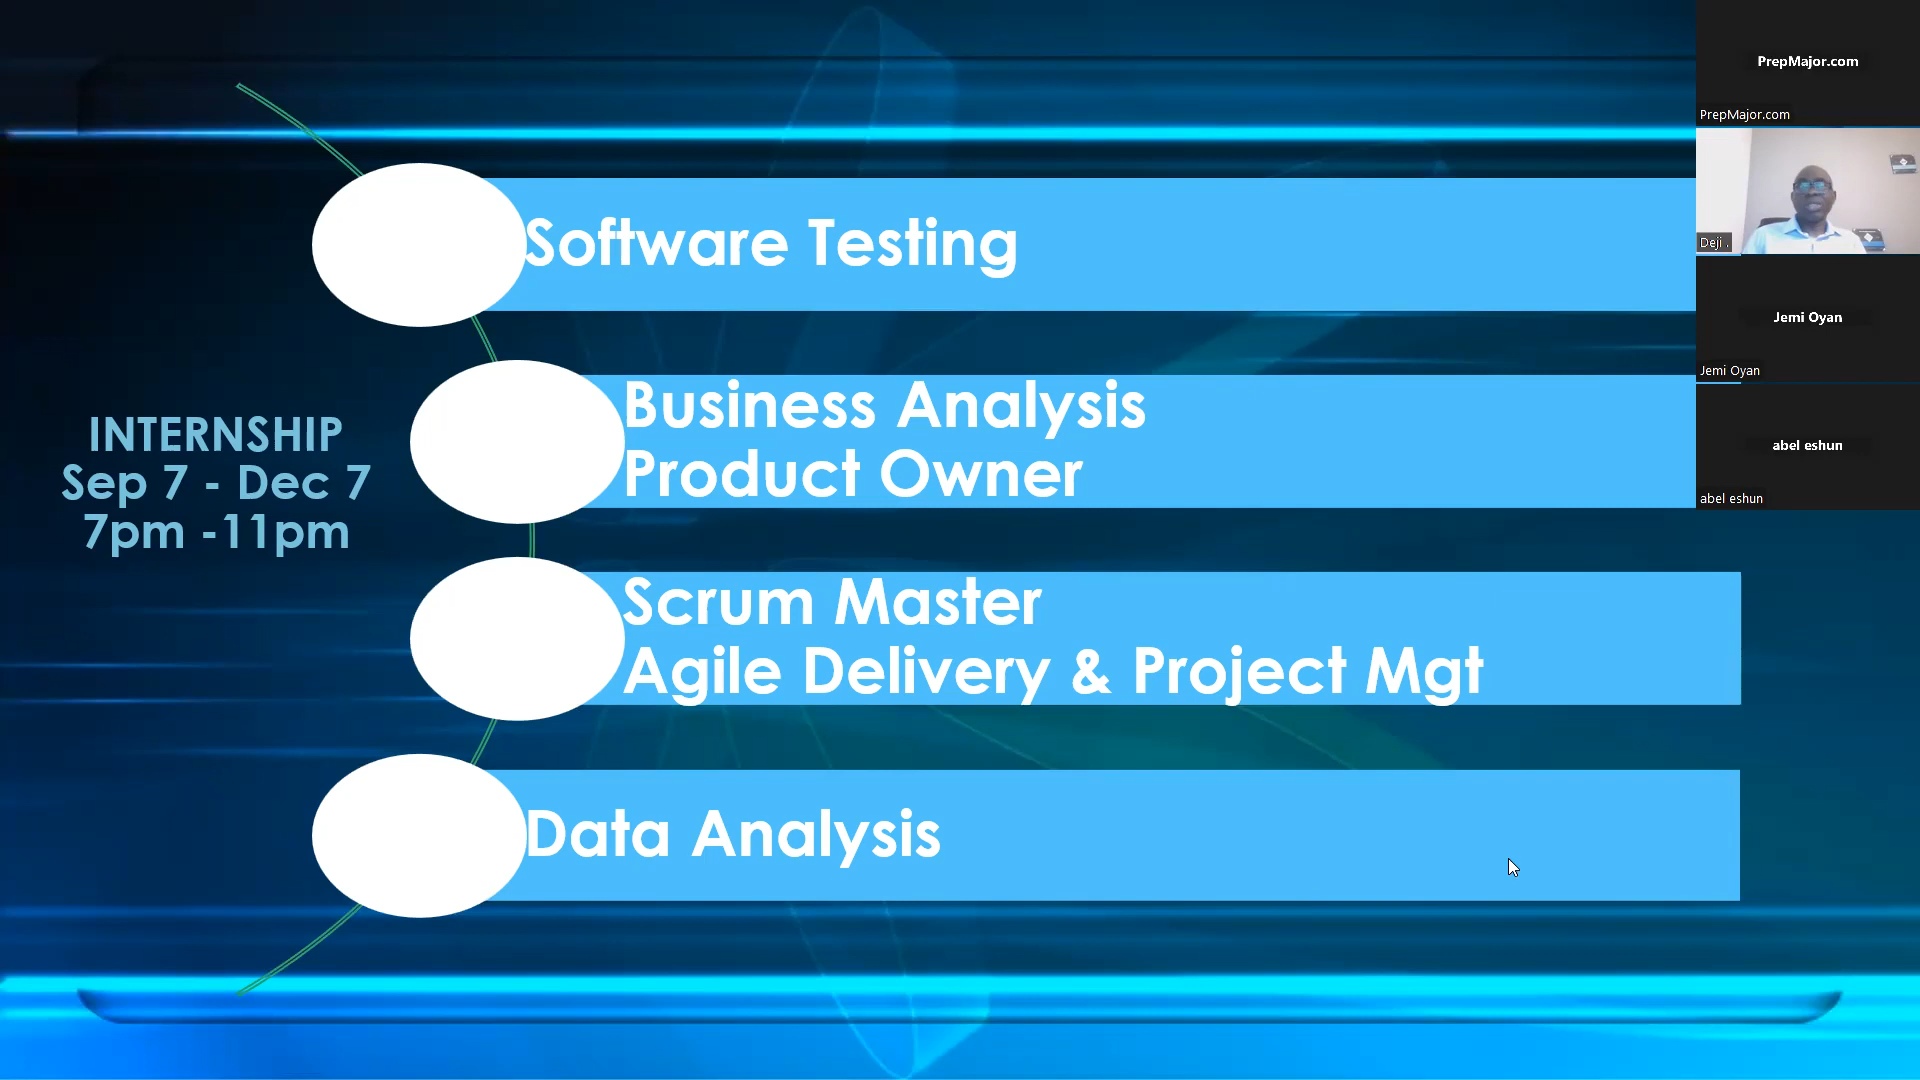 INTERNSHIP
Sep 7 - Dec 7
7pm -11pm
Software Testing
Business Analysis
Product Owner
Scrum Master
Agile Delivery & Project Mgt
Data Analysis
PrepMajor.com
PrepMajor.com
Deji .
Jemi Oyan
Jemi Oyan
abel eshun
abel eshun